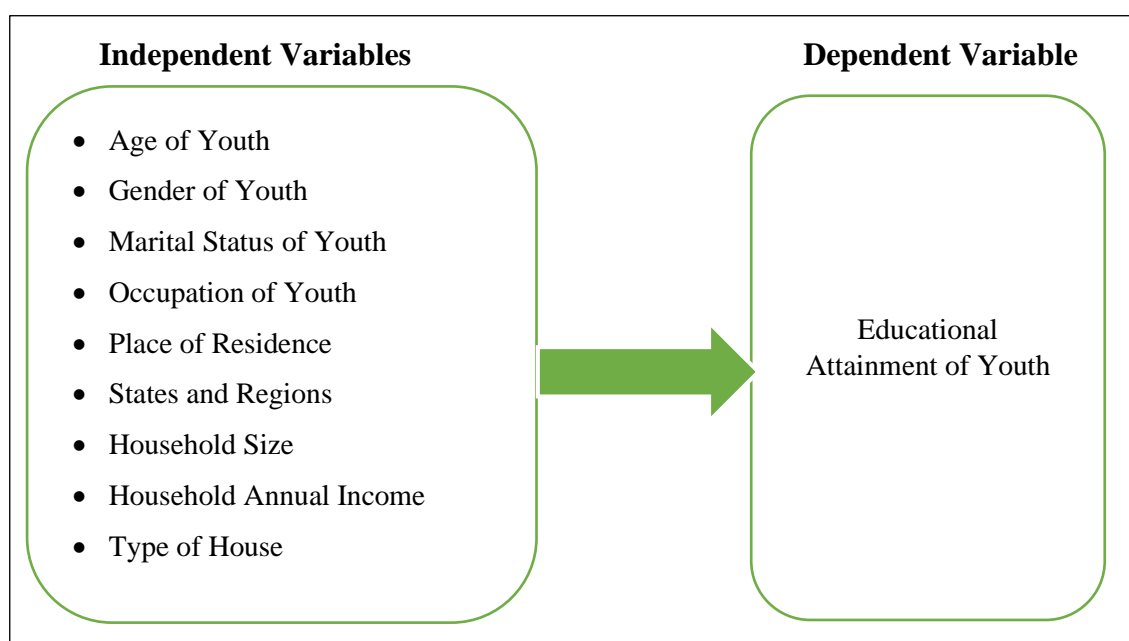 Independent Variables
• Age of Youth
• Gender of Youth
• Marital Status of Youth
• Occupation of Youth
• Place of Residence
• States and Regions
• Household Size
• Household Annual Income
• Type of House
Dependent Variable
Educational
Attainment of Youth